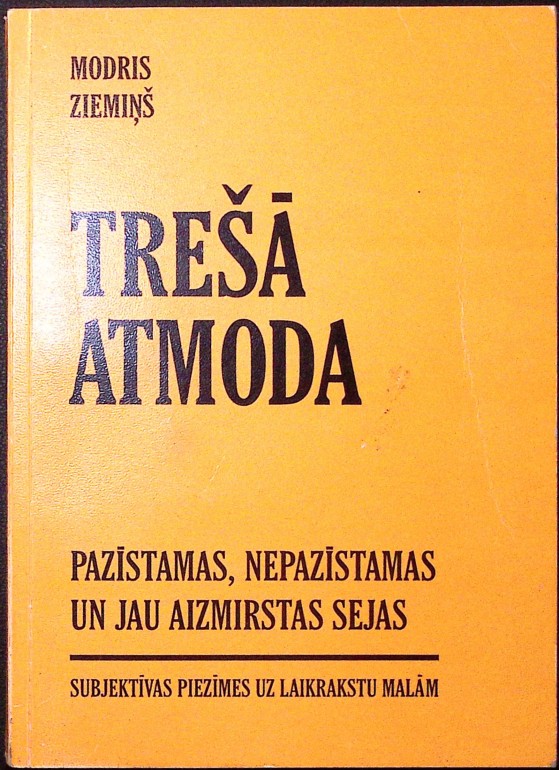 MODRIS
ZIEMIŅŠ
TREŠĀ
ATMODA
PAZĪSTAMAS, NEPAZĪSTAMAS
UN JAU AIZMIRSTAS SEJAS
SUBJEKTĪVAS PIEZĪMES UZ LAIKRAKSTU MALĀM